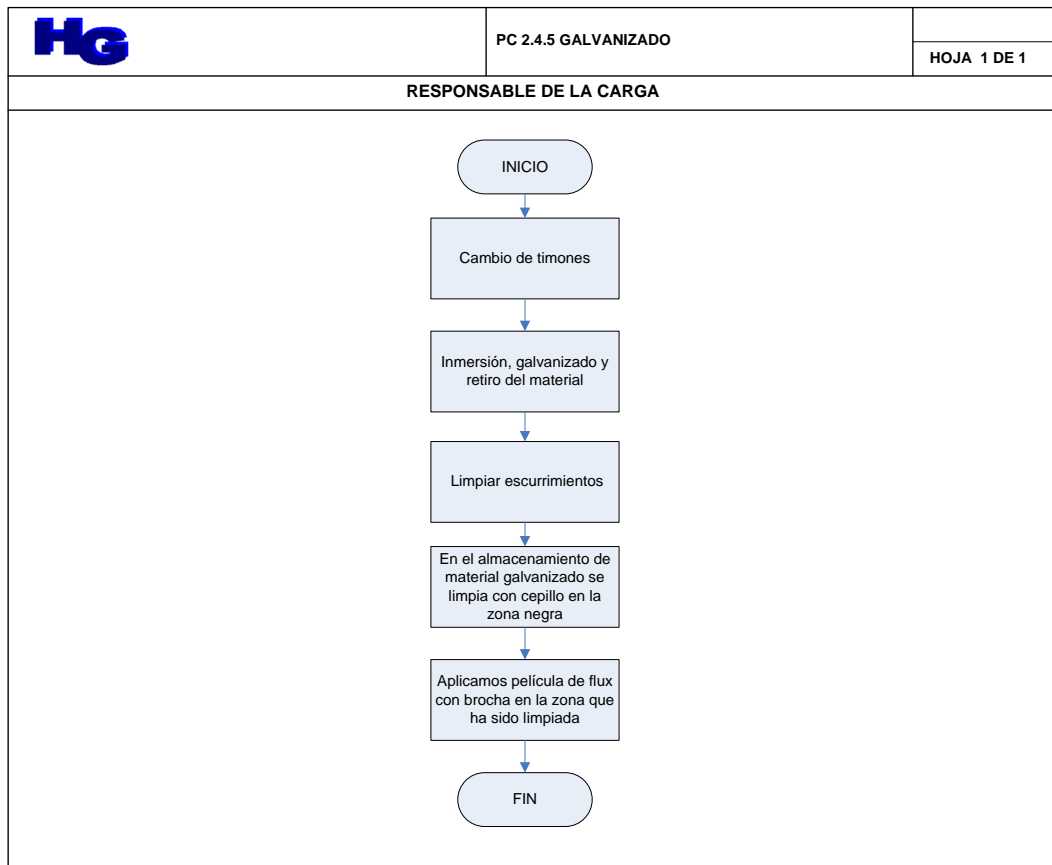 HG
PC 2.4.5 GALVANIZADO
HOJA 1 DE 1
RESPONSABLE DE LA CARGA
INICIO
Cambio de timones
Inmersión, galvanizado y
retiro del material
Limpiar escurrimientos
En el almacenamiento de
material galvanizado se
limpia con cepillo en la
zona negra
Aplicamos película de flux
con brocha en la zona que
ha sido limpiada
FIN